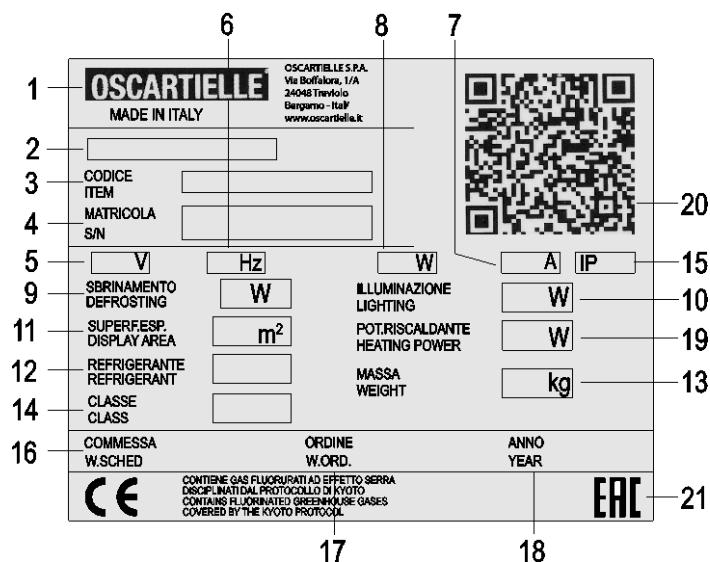 6 8 7
1 OSCARTIELLE
MADE IN ITALY
OSCARTIELLE S.P.A.
Via Boffalora, 1/A
24048 Treviolo
Bergamo - Italy
www.oscartielle.it
2
3 CODICE
ITEM
4 MATRICOLA
S/N
20
5 V Hz W A IP 15
9 SBRINAMENTO
DEFROSTING W
ILLUMINAZIONE
LIGHTING W 10
11 SUPERF.ESP.
DISPLAY AREA m²
POT.RISCALDANTE
HEATING POWER W 19
12 REFRIGERANTE
REFRIGERANT
MASSA
WEIGHT kg 13
14 CLASSE
CLASS
16 COMMESSA ORDINE ANNO
W.SCHED W.ORD. YEAR
CE
CONTIENE GAS FLUORURATI AD EFFETTO SERRA
DISCIPLINATI DAL PROTOCOLLO DI KYOTO
CONTAINS FLUORINATED GREENHOUSE GASES
COVERED BY THE KYOTO PROTOCOL
EAC 21
17 18